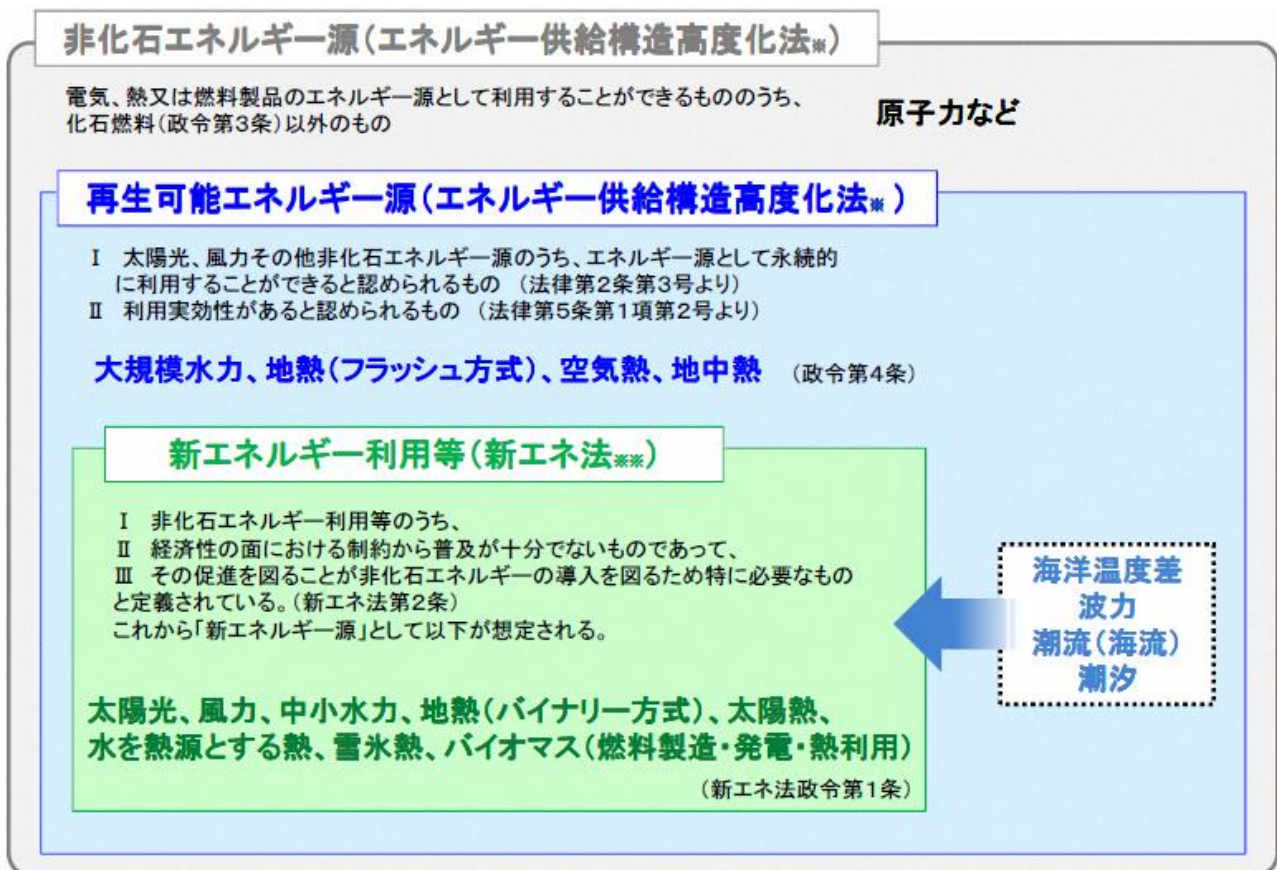 非化石エネルギー源(エネルギー供給構造高度化法※)
電気、熱又は燃料製品のエネルギー源として利用することができるもののうち、
化石燃料(政令第3条)以外のもの
原子力など
再生可能エネルギー源(エネルギー供給構造高度化法※)
Ⅰ 太陽光、風力その他非化石エネルギー源のうち、エネルギー源として永続的
に利用することができると認められるもの (法律第2条第3号より)
Ⅱ 利用実効性があると認められるもの (法律第5条第1項第2号より)
大規模水力、地熱(フラッシュ方式)、空気熱、地中熱 (政令第4条)
新エネルギー利用等(新エネ法※※)
Ⅰ 非化石エネルギー利用等のうち、
Ⅱ 経済性の面における制約から普及が十分でないものであって、
Ⅲ その促進を図ることが非化石エネルギーの導入を図るため特に必要なもの
と定義されている。(新エネ法第2条)
これから「新エネルギー源」として以下が想定される。
太陽光、風力、中小水力、地熱(バイナリー方式)、太陽熱、
水を熱源とする熱、雪氷熱、バイオマス(燃料製造・発電・熱利用)
(新エネ法政令第1条)
海洋温度差
波力
潮流(海流)
潮汐